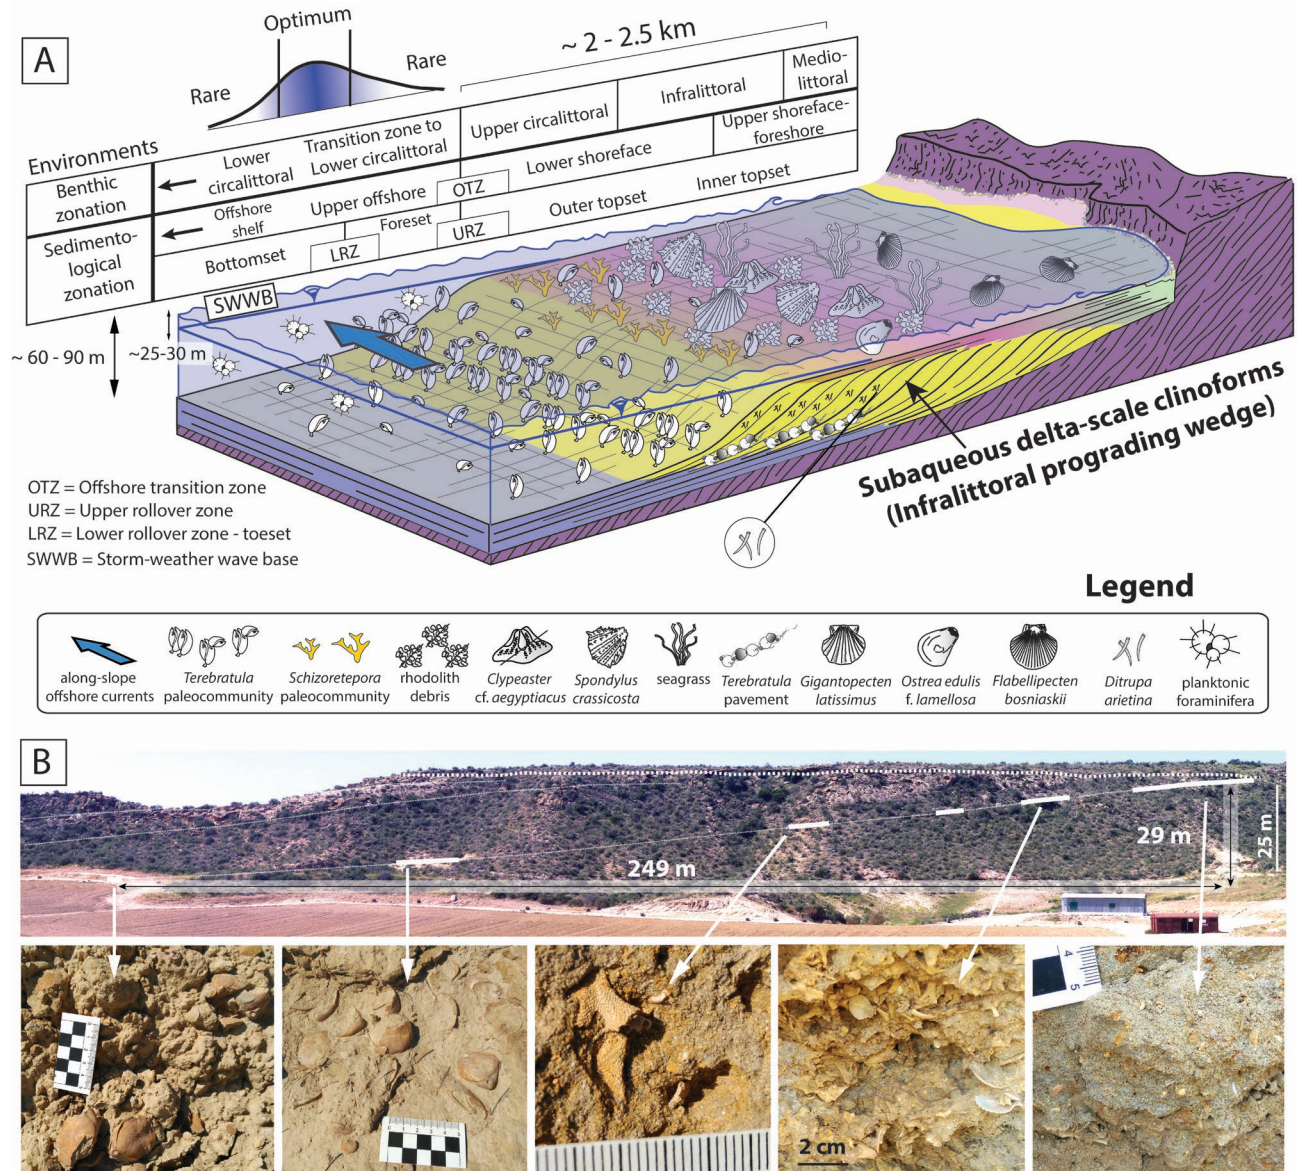 A
Optimum
Rare
Rare
~ 2 - 2.5 km
Environments
Benthic
zonation
Lower
circalittoral
Transition zone to
Lower circalittoral
Upper circalittoral
Infralittoral
Medio-
littoral
Sedimento-
logical
zonation
Offshore
shelf
Upper offshore
OTZ
Lower shoreface
Upper shoreface-
foreshore
Bottomset
LRZ
Foreset
URZ
Outer topset
Inner topset
SWWB
~ 60 - 90 m
~25-30 m
Subaqueous delta-scale clinoforms
(Infralittoral prograding wedge)
OTZ = Offshore transition zone
URZ = Upper rollover zone
LRZ = Lower rollover zone - toeset
SWWB = Storm-weather wave base
Legend
along-slope
offshore currents
Terebratula
paleocommunity
Schizoretepora
paleocommunity
rhodolith
debris
Clypeaster
cf. aegyptiacus
Spondylus
crassicosta
seagrass
Terebratula
pavement
Gigantopecten
latissimus
Ostrea edulis
f. lamellosa
Flabellipecten
bosniaskii
Ditrupa
arietina
planktonic
foraminifera
B
249 m
29 m
25 m
2 cm
4
5